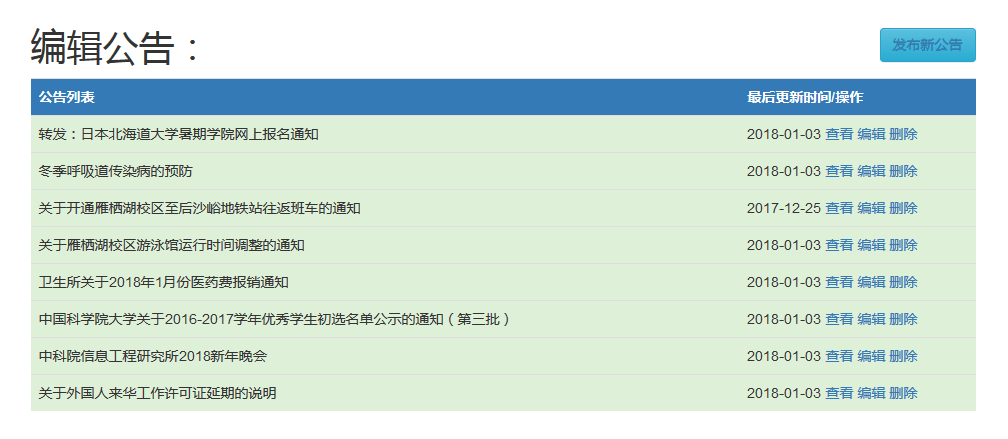 编辑公告：
发布新公告
公告列表 最后更新时间/操作
转发：日本北海道大学暑期学院网上报名通知 2018-01-03 查看 编辑 删除
冬季呼吸道传染病的预防 2018-01-03 查看 编辑 删除
关于开通雁栖湖校区至后沙峪地铁站往返班车的通知 2017-12-25 查看 编辑 删除
关于雁栖湖校区游泳馆运行时间调整的通知 2018-01-03 查看 编辑 删除
卫生所关于2018年1月份医药费报销通知 2018-01-03 查看 编辑 删除
中国科学院大学关于2016-2017学年优秀学生初选名单公示的通知（第三批） 2018-01-03 查看 编辑 删除
中科院信息工程研究所2018新年晚会 2018-01-03 查看 编辑 删除
关于外国人来华工作许可证延期的说明 2018-01-03 查看 编辑 删除